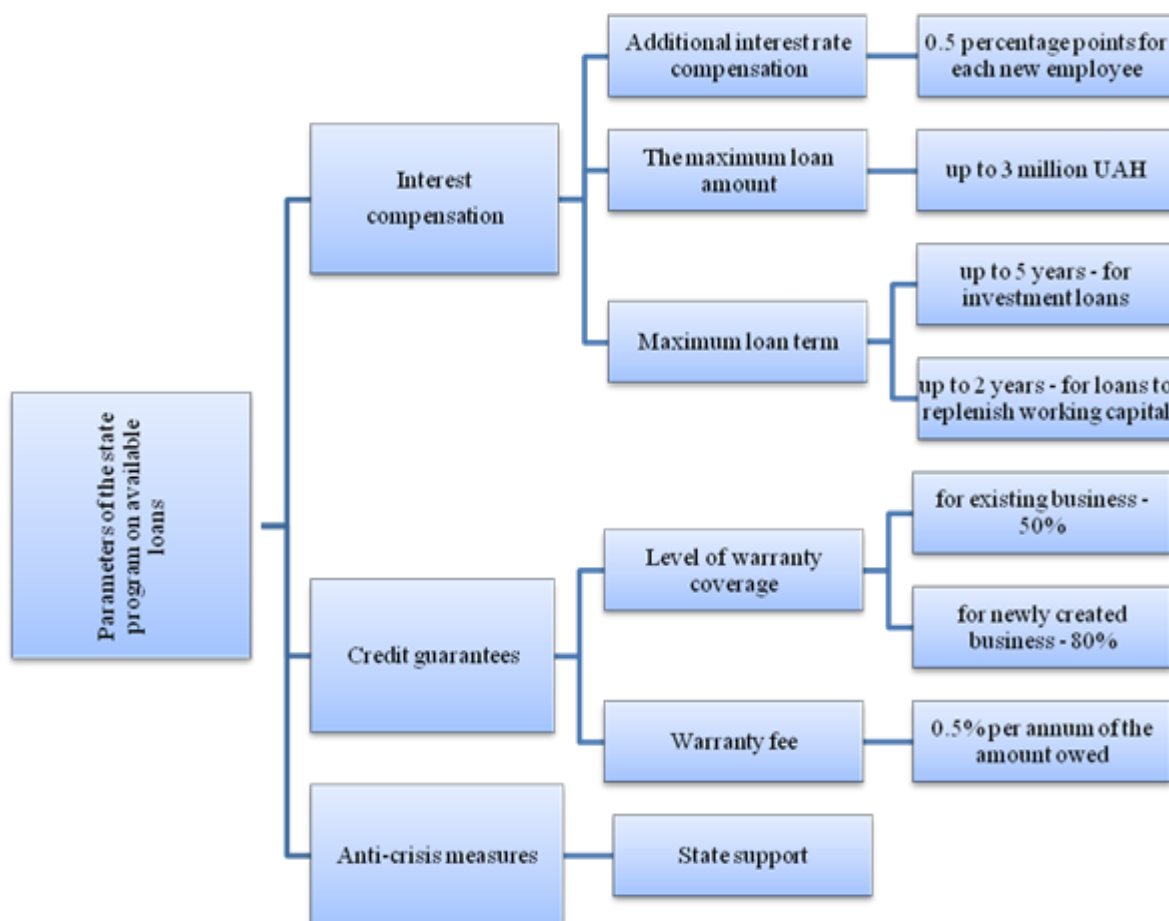 Parameters of the state
program on available
loans
Interest
compensation
Additional interest rate
compensation
0.5 percentage points for
each new employee
The maximum loan
amount
up to 3 million UAH
Maximum loan term
up to 5 years - for
investment loans
up to 2 years - for loans to
replenish working capital
Credit guarantees
Level of warranty
coverage
for existing business -
50%
for newly created
business - 80%
Warranty fee
0.5% per annum of the
amount owed
Anti-crisis measures
State support